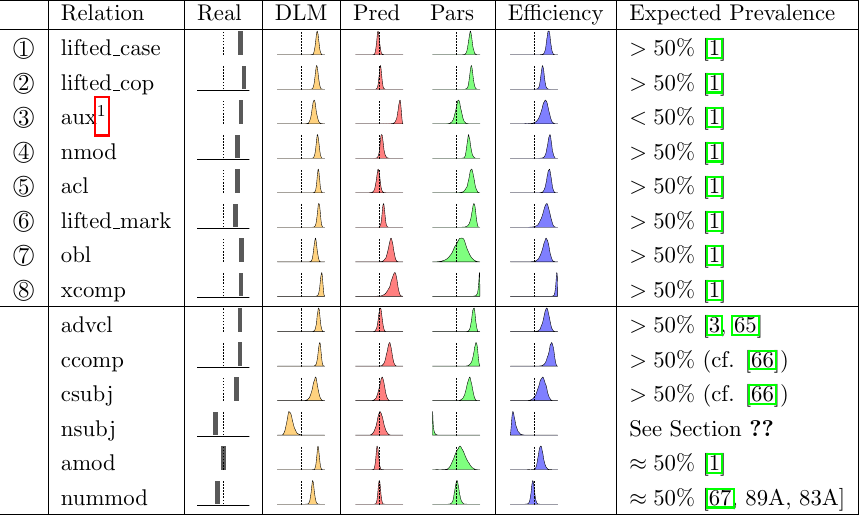 Relation Real DLM Pred Pars Efficiency Expected Prevalence
① lifted_case > 50% [1]
② lifted_cop > 50% [1]
③ aux¹ < 50% [1]
④ nmod > 50% [1]
⑤ acl > 50% [1]
⑥ lifted_mark > 50% [1]
⑦ obl > 50% [1]
⑧ xcomp > 50% [1]
advcl > 50% [3, 65]
ccomp > 50% (cf. [66])
csubj > 50% (cf. [66])
nsubj See Section ??
amod ≈ 50% [1]
nummod ≈ 50% [67, 89A, 83A]